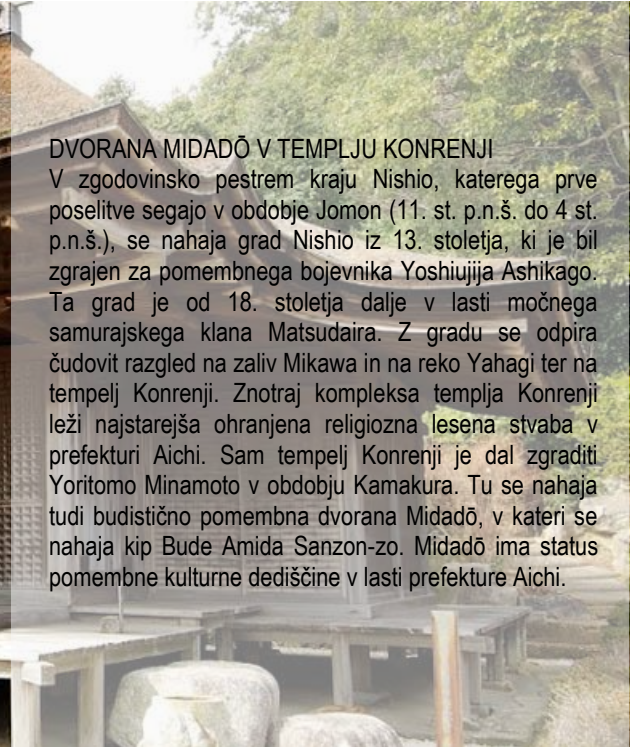 DVORANA MIDADŌ V TEMPLJU KONRENJI
V zgodovinsko pestrem kraju Nishio, katerega prve
poselitve segajo v obdobje Jomon (11. st. p.n.š. do 4 st.
p.n.š.), se nahaja grad Nishio iz 13. stoletja, ki je bil
zgrajen za pomembnega bojevnika Yoshiujija Ashikago.
Ta grad je od 18. stoletja dalje v lasti močnega
samurajskega klana Matsudaira. Z gradu se odpira
čudovit razgled na zaliv Mikawa in na reko Yahagi ter na
tempelj Konrenji. Znotraj kompleksa templja Konrenji
leži najstarejša ohranjena religiozna lesena stvaba v
prefekturi Aichi. Sam tempelj Konrenji je dal zgraditi
Yoritomo Minamoto v obdobju Kamakura. Tu se nahaja
tudi budistično pomembna dvorana Midadō, v kateri se
nahaja kip Bude Amida Sanzon-zo. Midadō ima status
pomembne kulturne dediščine v lasti prefekture Aichi.